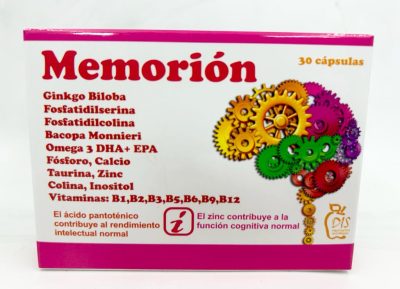 Memorión
30 cápsulas
Ginkgo Biloba
Fosfatidilserina
Fosfatidilcolina
Bacopa Monnieri
Omega 3 DHA+ EPA
Fósforo, Calcio
Taurina, Zinc
Colina, Inositol
Vitaminas: B1,B2,B3,B5,B6,B9,B12
El ácido pantoténico
contribuye al rendimiento
intelectual normal
i
El zinc contribuye a la
función cognitiva normal
DIS